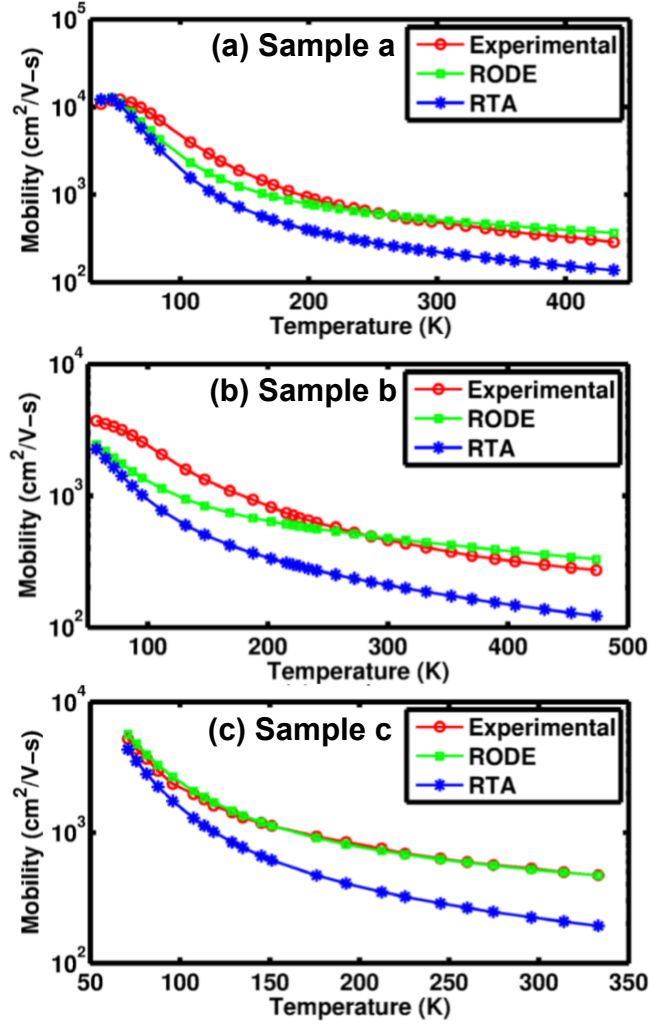 (a) Sample a
Experimental
RODE
RTA
10^5
10^4
10^3
10^2
Mobility (cm^2/V-s)
100
200
300
400
Temperature (K)
(b) Sample b
Experimental
RODE
RTA
10^4
10^3
10^2
Mobility (cm^2/V-s)
100
200
300
400
500
Temperature (K)
(c) Sample c
Experimental
RODE
RTA
10^4
10^3
10^2
Mobility (cm^2/V-s)
50
100
150
200
250
300
350
Temperature (K)